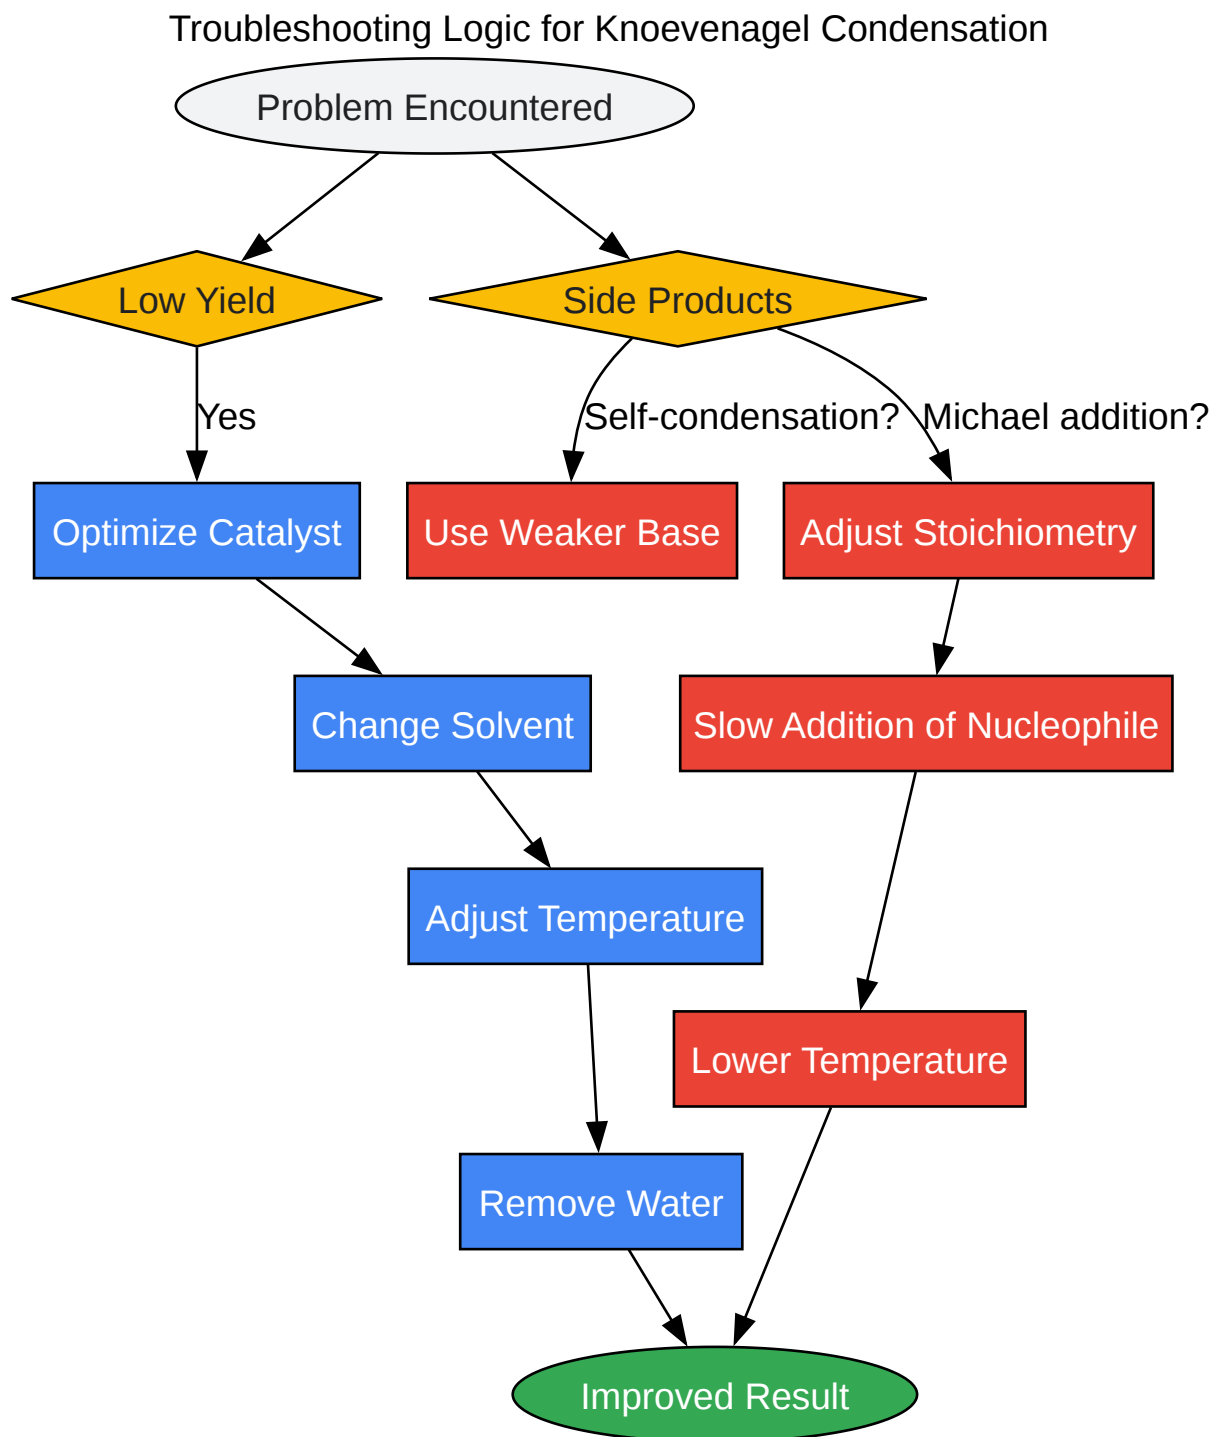 Troubleshooting Logic for Knoevenagel Condensation
Problem Encountered
Low Yield
Side Products
Yes
Self-condensation?
Michael addition?
Optimize Catalyst
Use Weaker Base
Adjust Stoichiometry
Change Solvent
Slow Addition of Nucleophile
Adjust Temperature
Lower Temperature
Remove Water
Improved Result